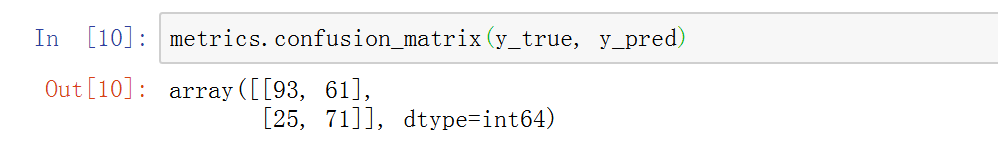 In [10]: metrics.confusion_matrix(y_true, y_pred)
Out[10]: array([[93, 61],
[25, 71]], dtype=int64)